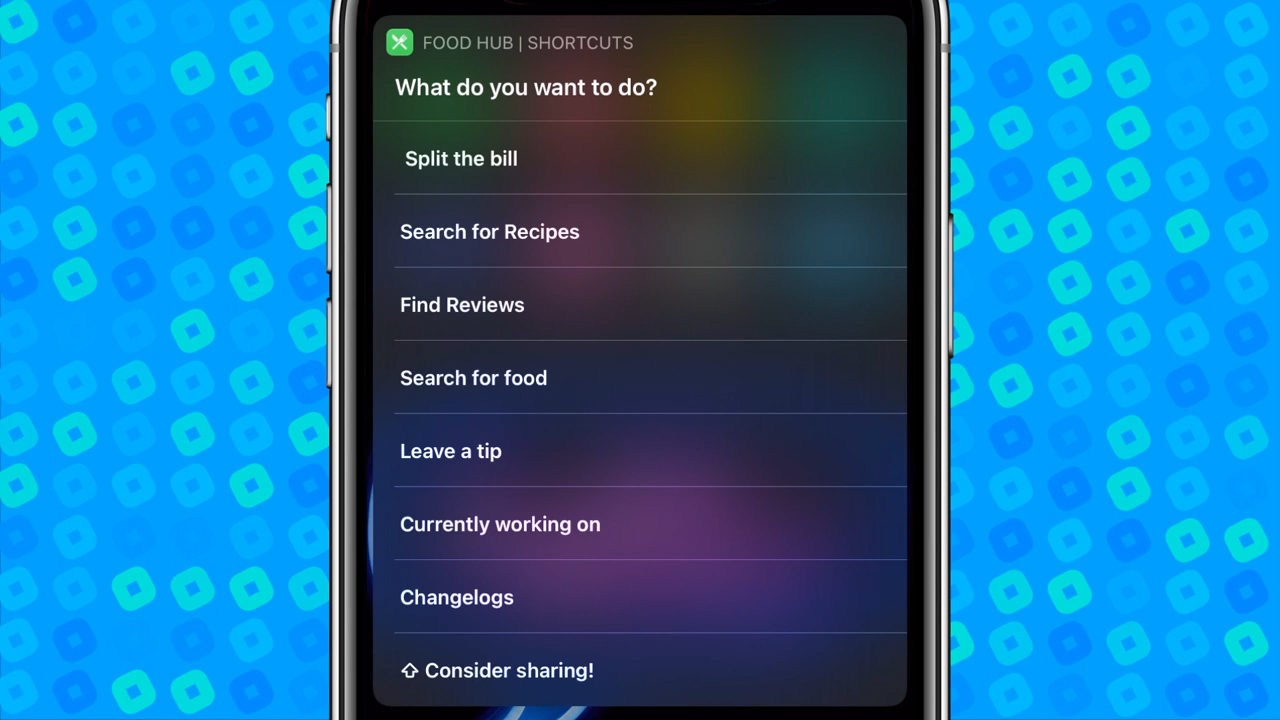 FOOD HUB | SHORTCUTS
What do you want to do?
Split the bill
Search for Recipes
Find Reviews
Search for food
Leave a tip
Currently working on
Changelogs
⇧ Consider sharing!